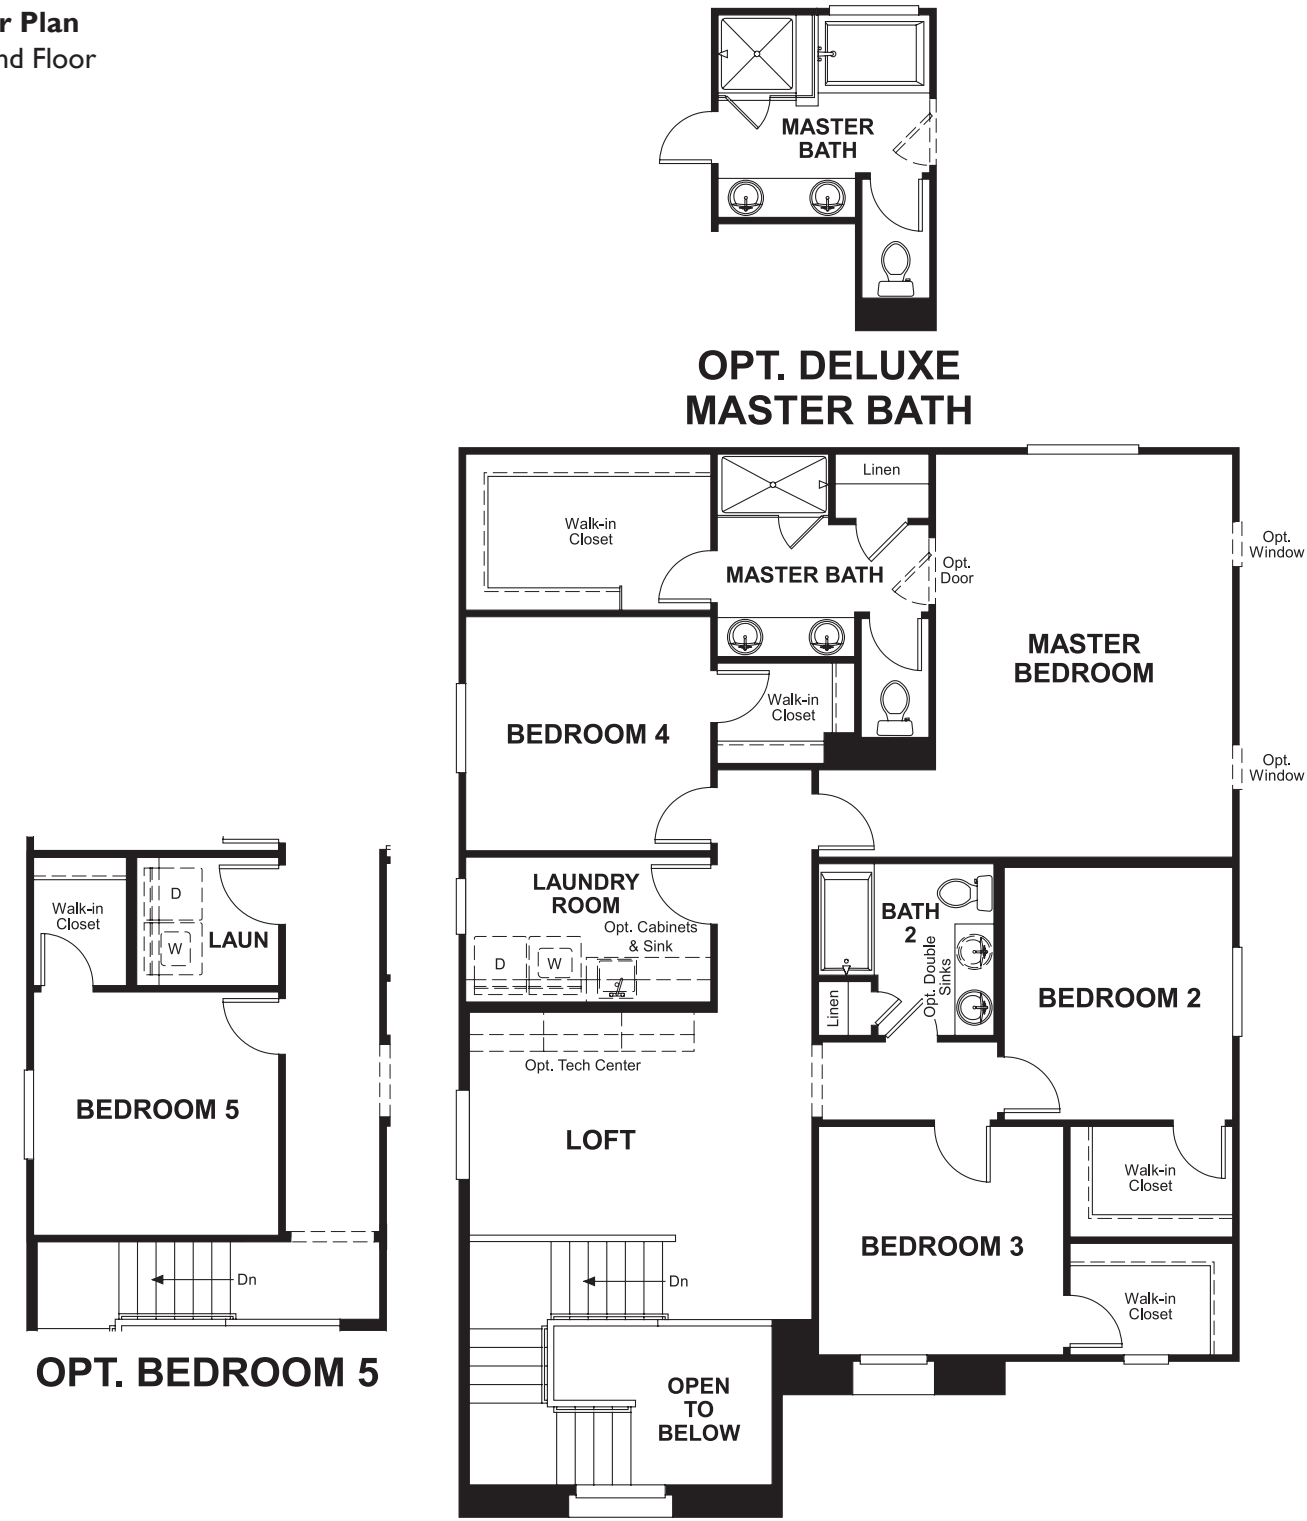 r Plan
nd Floor
MASTER
BATH
OPT. DELUXE
MASTER BATH
Linen
Walk-in
Closet
MASTER BATH
Opt.
Door
Opt.
Window
MASTER
BEDROOM
Walk-in
Closet
BEDROOM 4
Opt.
Window
LAUNDRY
ROOM
Opt. Cabinets
& Sink
D
W
BATH
2
Opt. Double
Sinks
Linen
BEDROOM 2
D
W
Walk-in
Closet
LAUN
BEDROOM 5
Dn
OPT. BEDROOM 5
Opt. Tech Center
LOFT
Dn
Walk-in
Closet
BEDROOM 3
Walk-in
Closet
OPEN
TO
BELOW